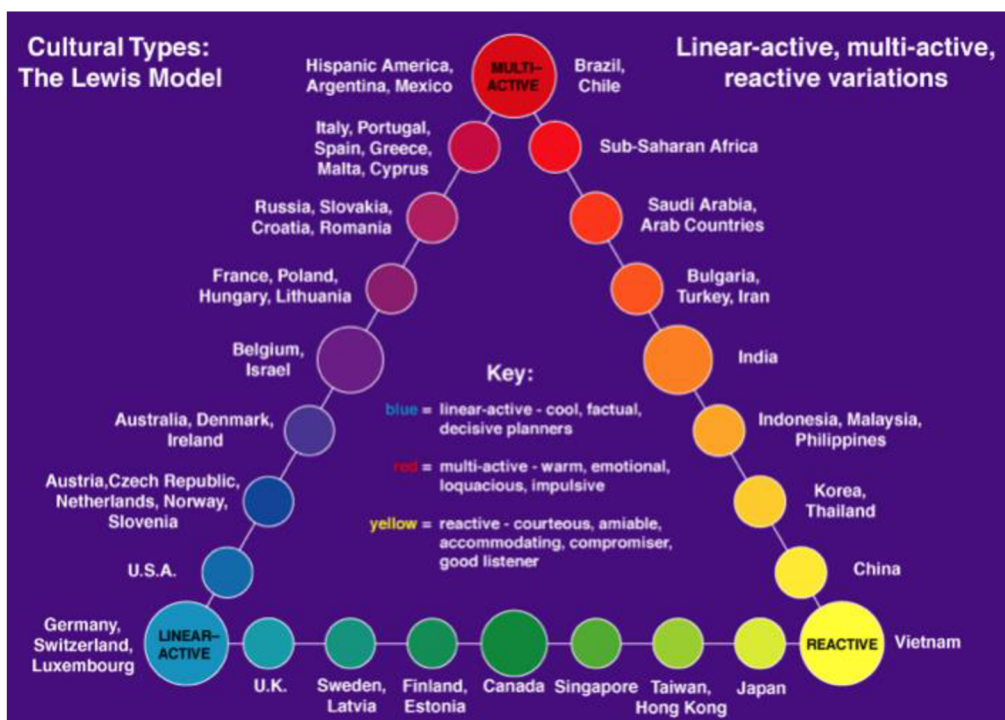 Cultural Types:
The Lewis Model
Linear-active, multi-active,
reactive variations
Hispanic America,
Argentina, Mexico
MULTI-
ACTIVE
Brazil,
Chile
Italy, Portugal,
Spain, Greece,
Malta, Cyprus
Sub-Saharan Africa
Russia, Slovakia,
Croatia, Romania
Saudi Arabia,
Arab Countries
France, Poland,
Hungary, Lithuania
Bulgaria,
Turkey, Iran
Belgium,
Israel
India
Key:
blue = linear-active - cool, factual,
decisive planners
red = multi-active - warm, emotional,
loquacious, impulsive
yellow = reactive - courteous, amiable,
accommodating, compromiser,
good listener
Australia, Denmark,
Ireland
Indonesia, Malaysia,
Philippines
Austria,Czech Republic,
Netherlands, Norway,
Slovenia
Korea,
Thailand
U.S.A.
China
Germany,
Switzerland,
Luxembourg
LINEAR-
ACTIVE
REACTIVE
Vietnam
U.K.
Sweden,
Latvia
Finland,
Estonia
Canada
Singapore
Taiwan,
Hong Kong
Japan